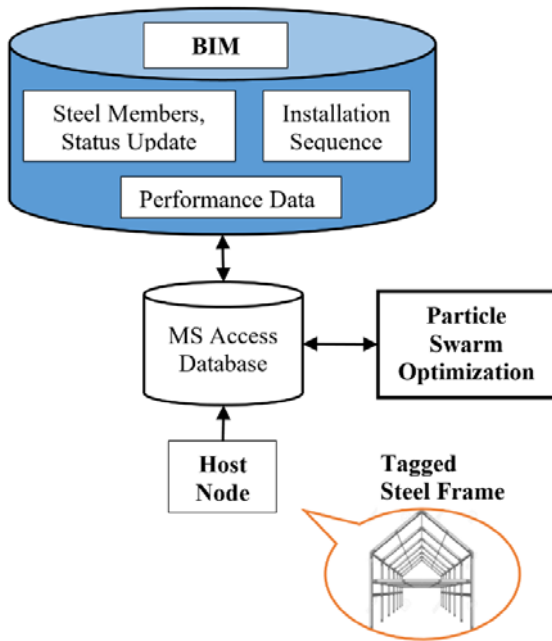 BIM
Steel Members,
Status Update
Installation
Sequence
Performance Data
MS Access
Database
Particle
Swarm
Optimization
Host
Node
Tagged
Steel Frame